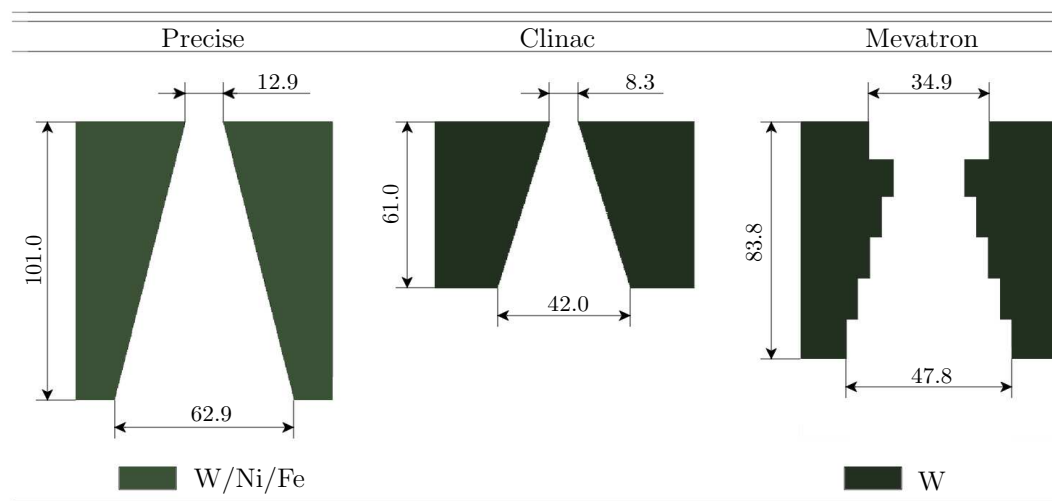 Precise Clinac Mevatron
12.9 8.3 34.9
101.0 61.0 83.8
42.0
62.9 47.8
W/Ni/Fe W